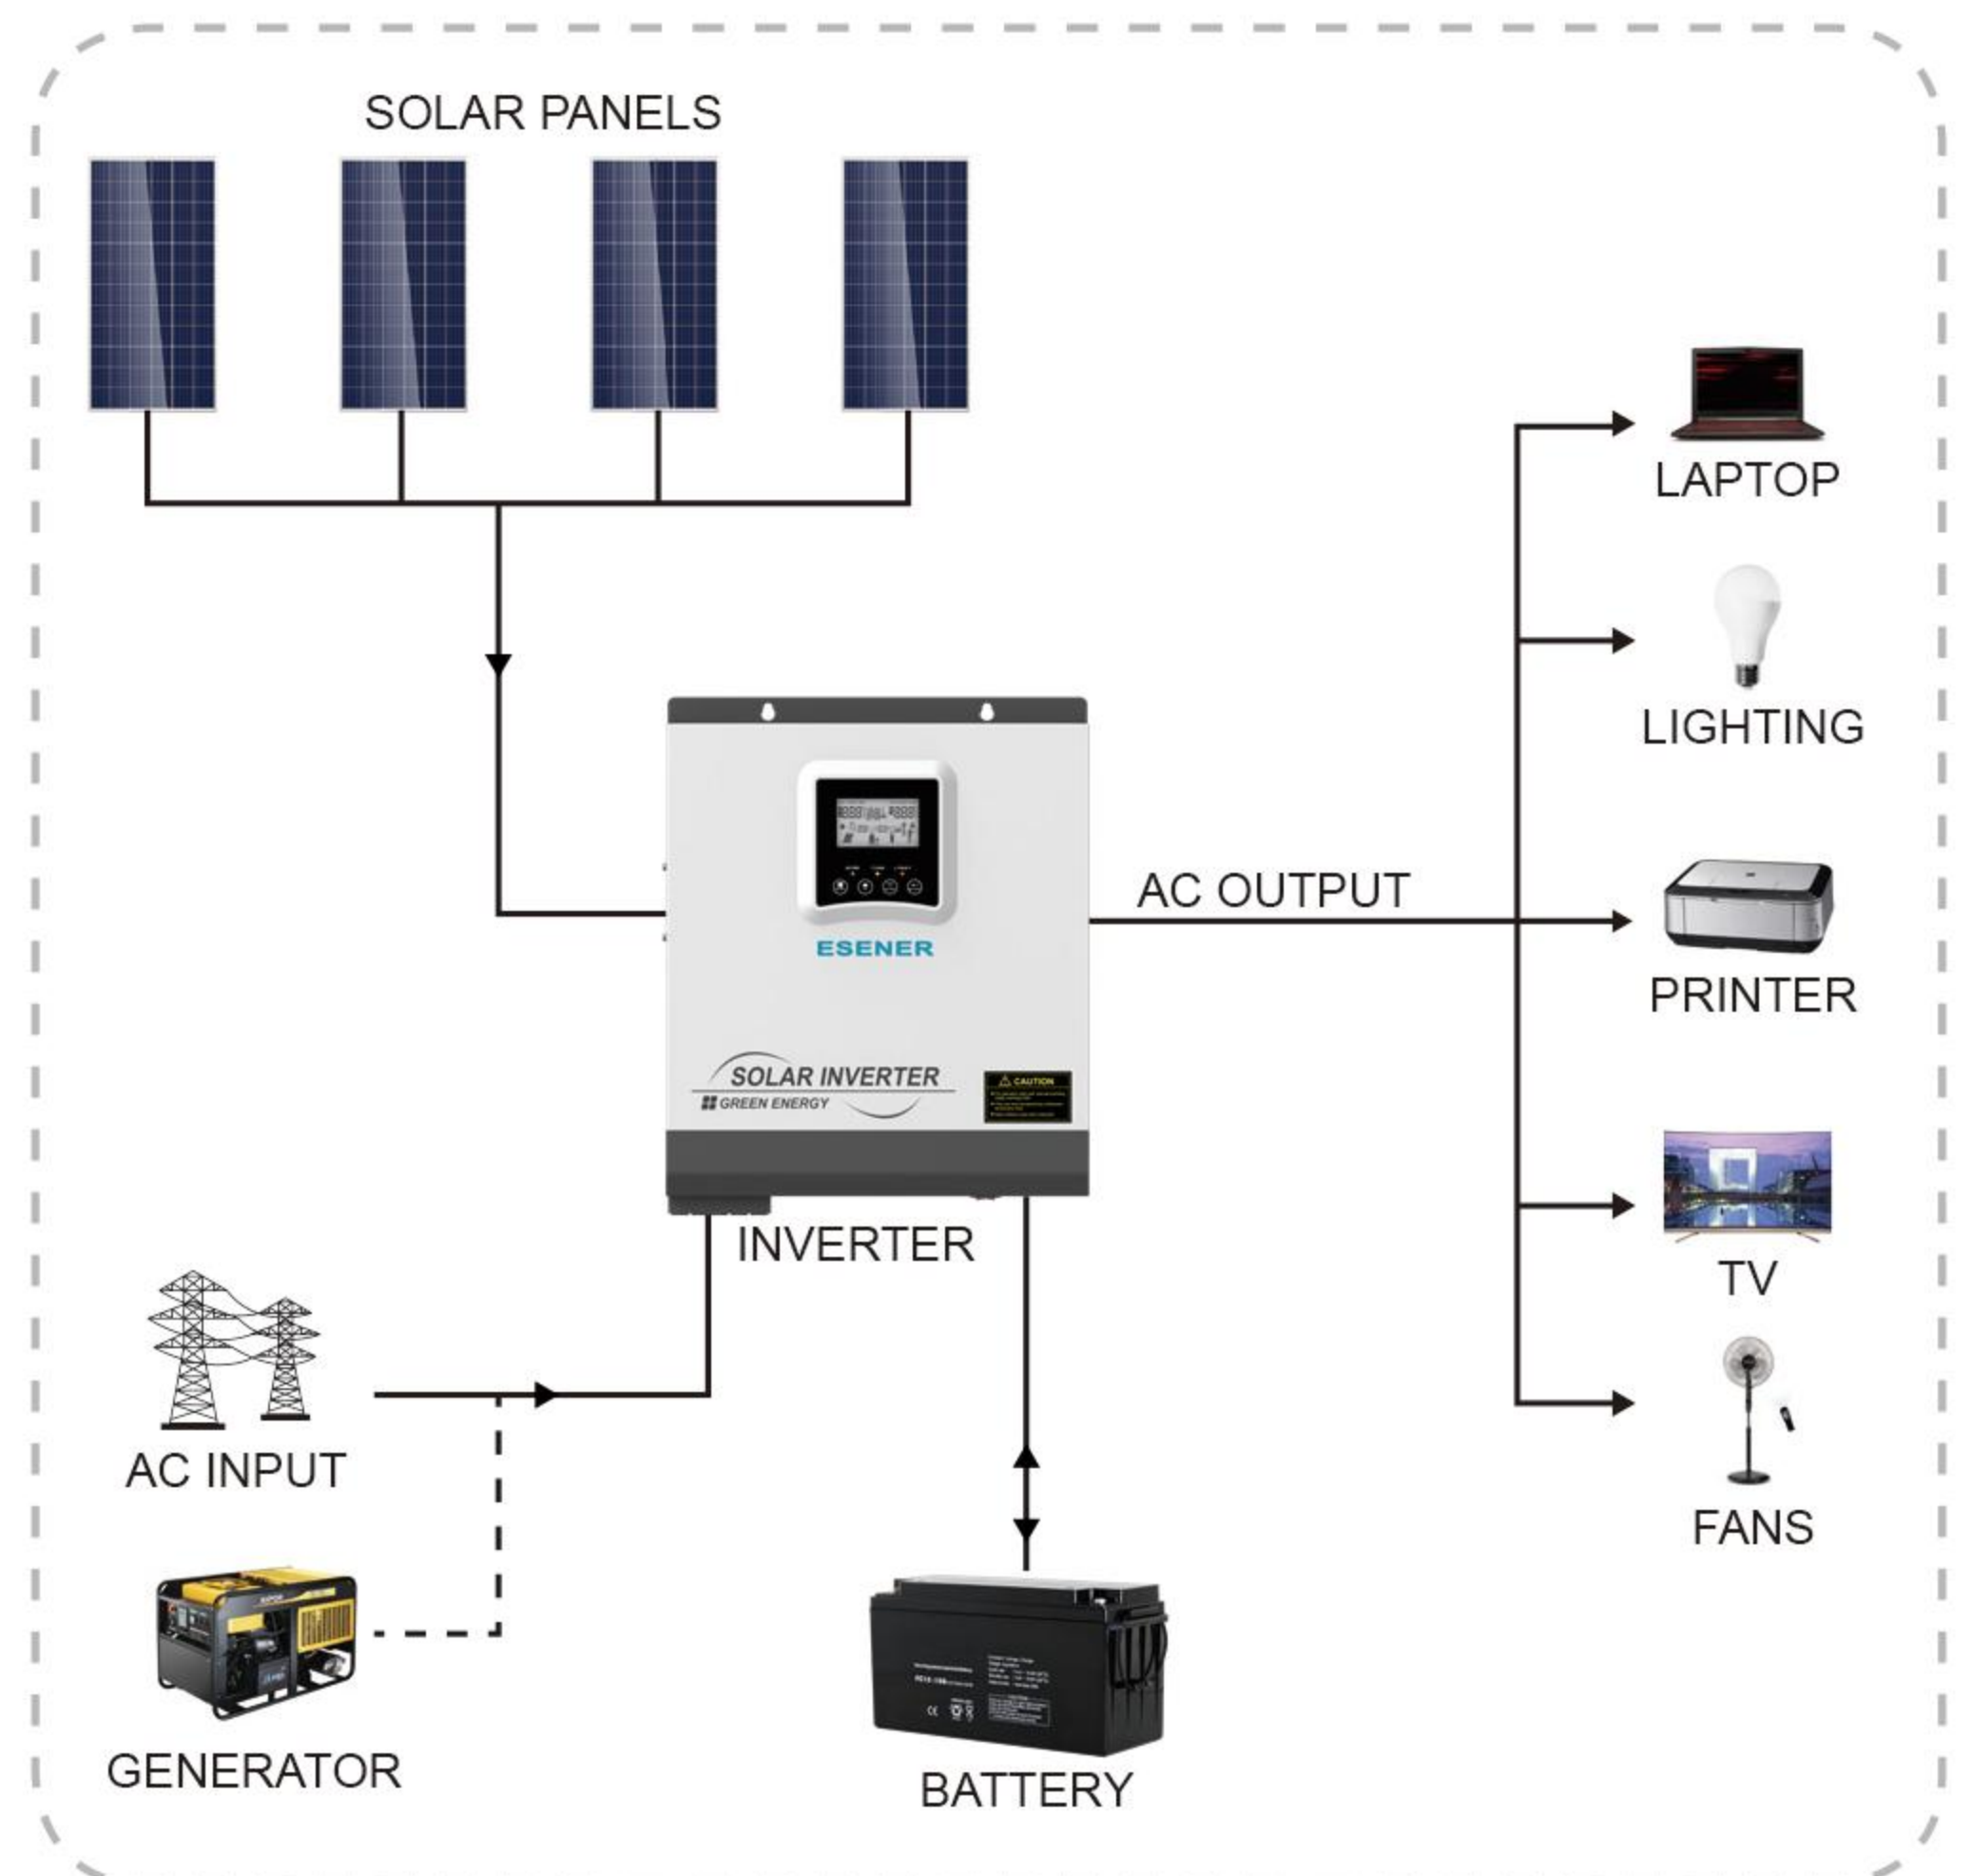 SOLAR PANELS
LAPTOP
LIGHTING
AC OUTPUT
ESENER
PRINTER
SOLAR INVERTER
GREEN ENERGY
CAUTION
INVERTER
TV
AC INPUT
FANS
GENERATOR
BATTERY